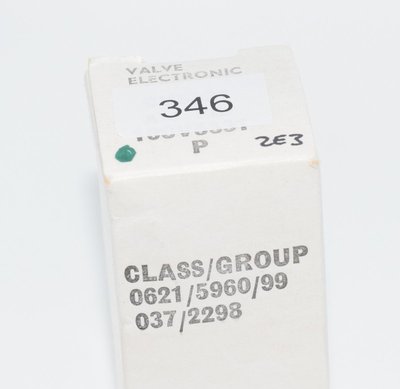 VALVE
ELECTRONIC
346
P
2E3
CLASS/GROUP
0621/5960/99
037/2298